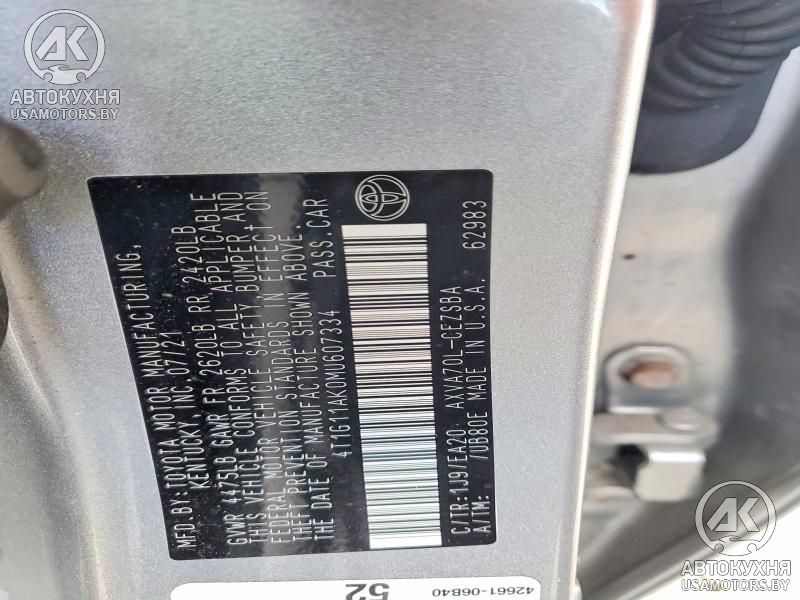 AK
АВТОКУХНЯ
USAMOTORS.BY
MFD.BY:TOYOTA MOTOR MANUFACTURING,
KENTUCKY, INC. 07/21
GVWR 4475LB GAWR FR 2620LB RR 2420LB
THIS VEHICLE CONFORMS TO ALL APPLICABLE
FEDERAL MOTOR VEHICLE SAFETY, BUMPER, AND
THEFT PREVENTION STANDARDS IN EFFECT ON
THE DATE OF MANUFACTURE SHOWN ABOVE.
4T1G11AK0MU607334 PASS.CAR
C/TR:1J9/EA20 AXVA70L-CEZSBA
A/TM: 7UB80E MADE IN U.S.A. 62983
52
42661-06B40
AK
АВТОКУХНЯ
USAMOTORS.BY